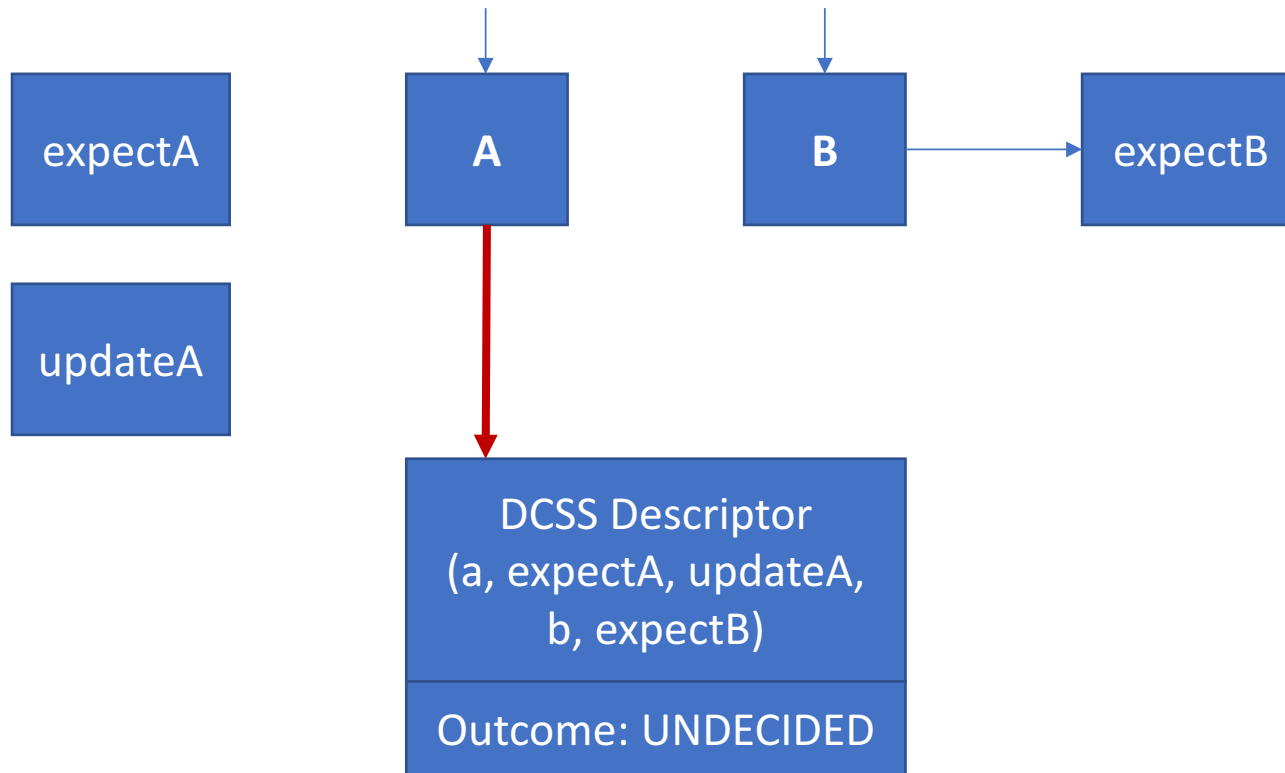 expectA
A
B
expectB
updateA
DCSS Descriptor
(a, expectA, updateA,
b, expectB)
Outcome: UNDECIDED